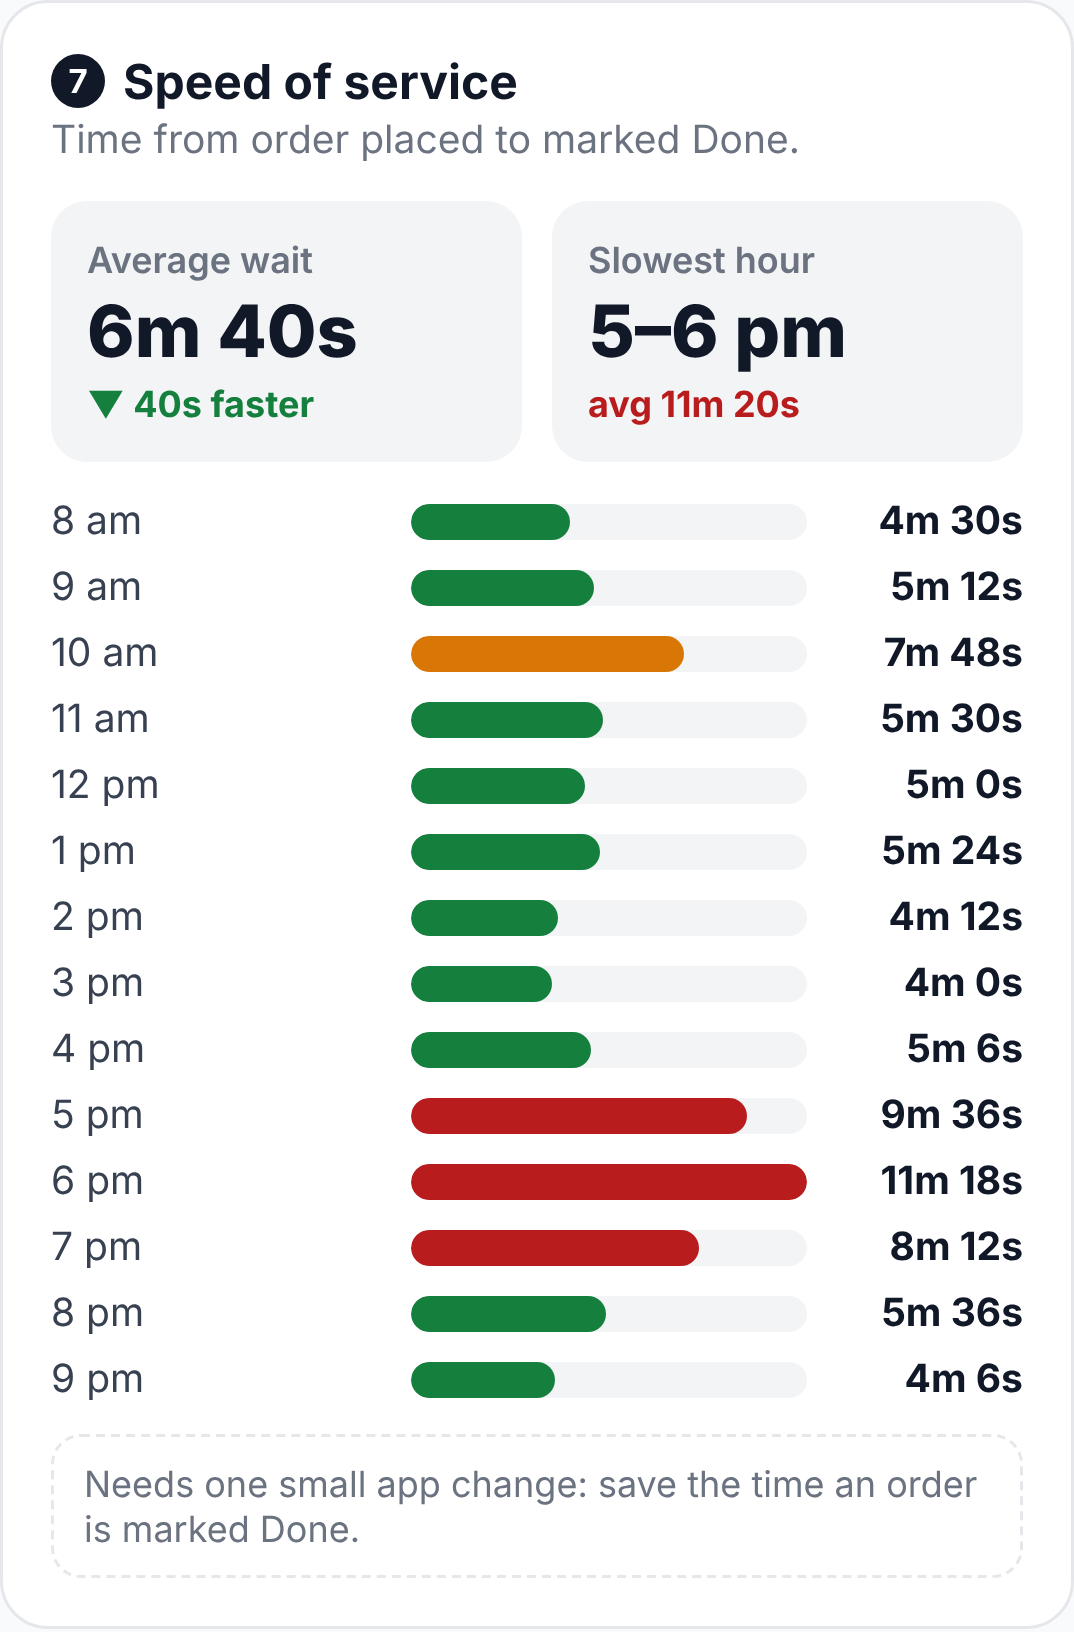 7 Speed of service
Time from order placed to marked Done.
Average wait
6m 40s
▼ 40s faster
Slowest hour
5–6 pm
avg 11m 20s
8 am 4m 30s
9 am 5m 12s
10 am 7m 48s
11 am 5m 30s
12 pm 5m 0s
1 pm 5m 24s
2 pm 4m 12s
3 pm 4m 0s
4 pm 5m 6s
5 pm 9m 36s
6 pm 11m 18s
7 pm 8m 12s
8 pm 5m 36s
9 pm 4m 6s
Needs one small app change: save the time an order
is marked Done.